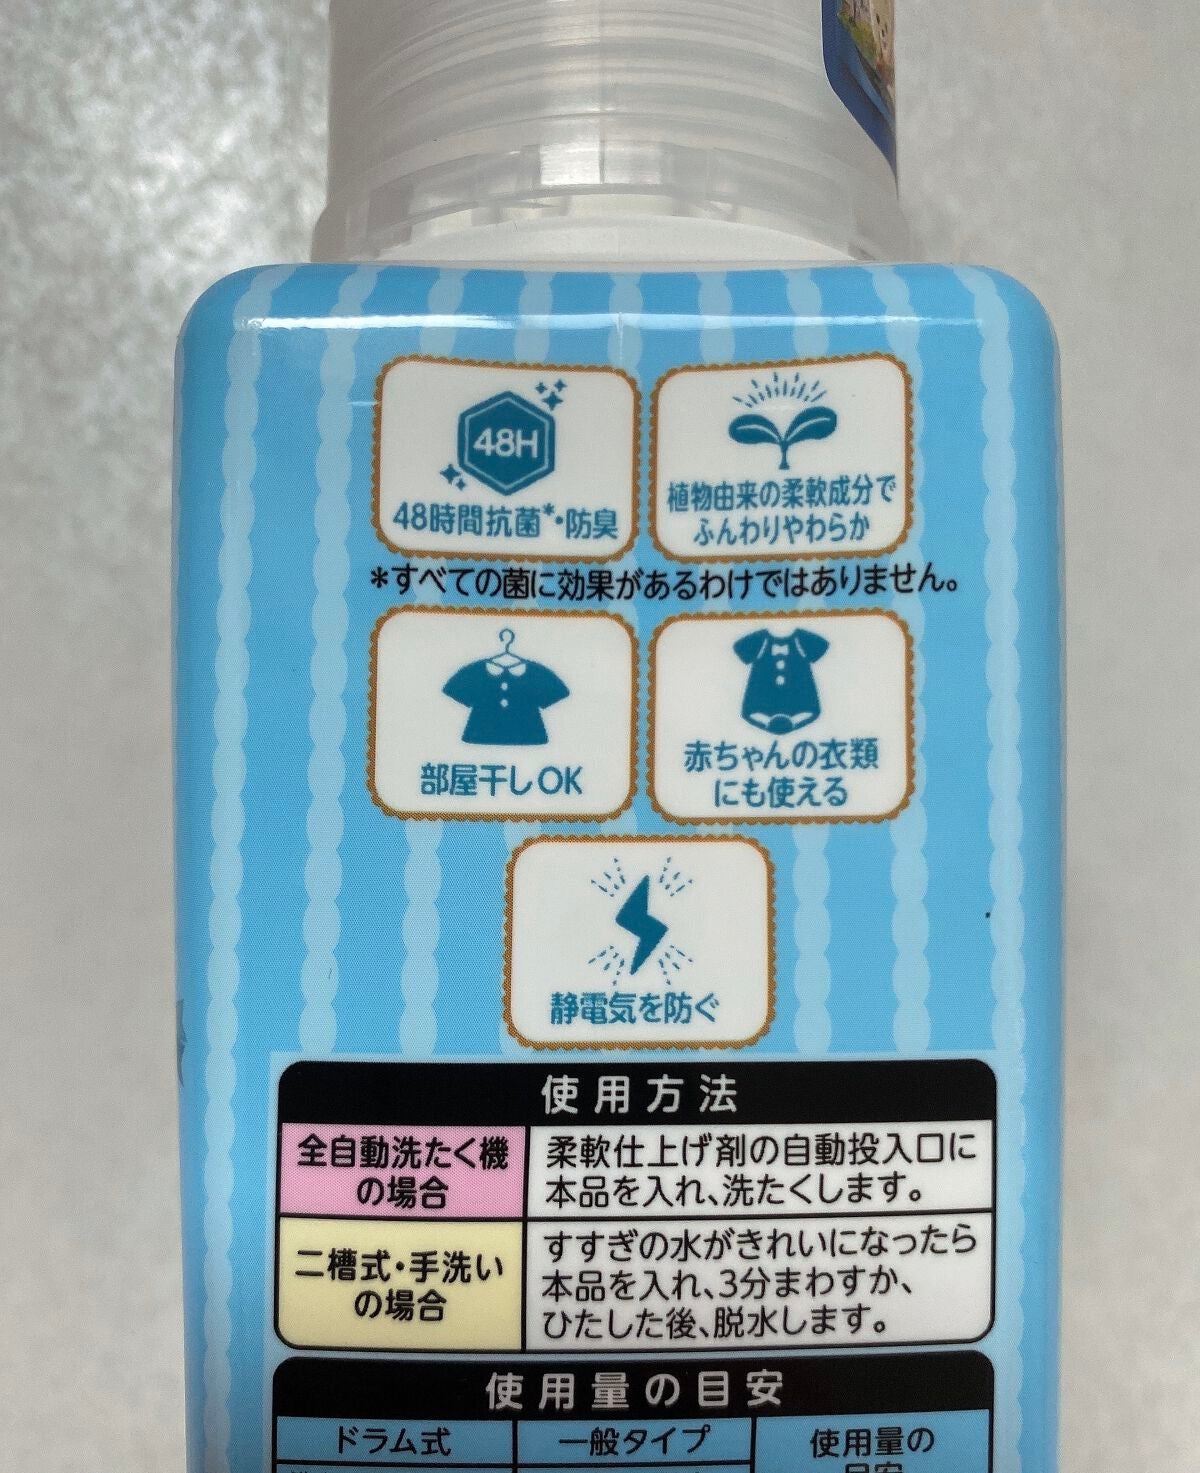 48H
48時間抗菌*・防臭
植物由来の柔軟成分で
ふんわりやわらか
*すべての菌に効果があるわけではありません。
部屋干しOK
赤ちゃんの衣類
にも使える
静電気を防ぐ
使用方法
全自動洗たく機
の場合
柔軟仕上げ剤の自動投入口に
本品を入れ、洗たくします。
二槽式・手洗い
の場合
すすぎの水がきれいになったら
本品を入れ、3分まわすか、
ひたした後、脱水します。
使用量の目安
ドラム式
一般タイプ
使用量の